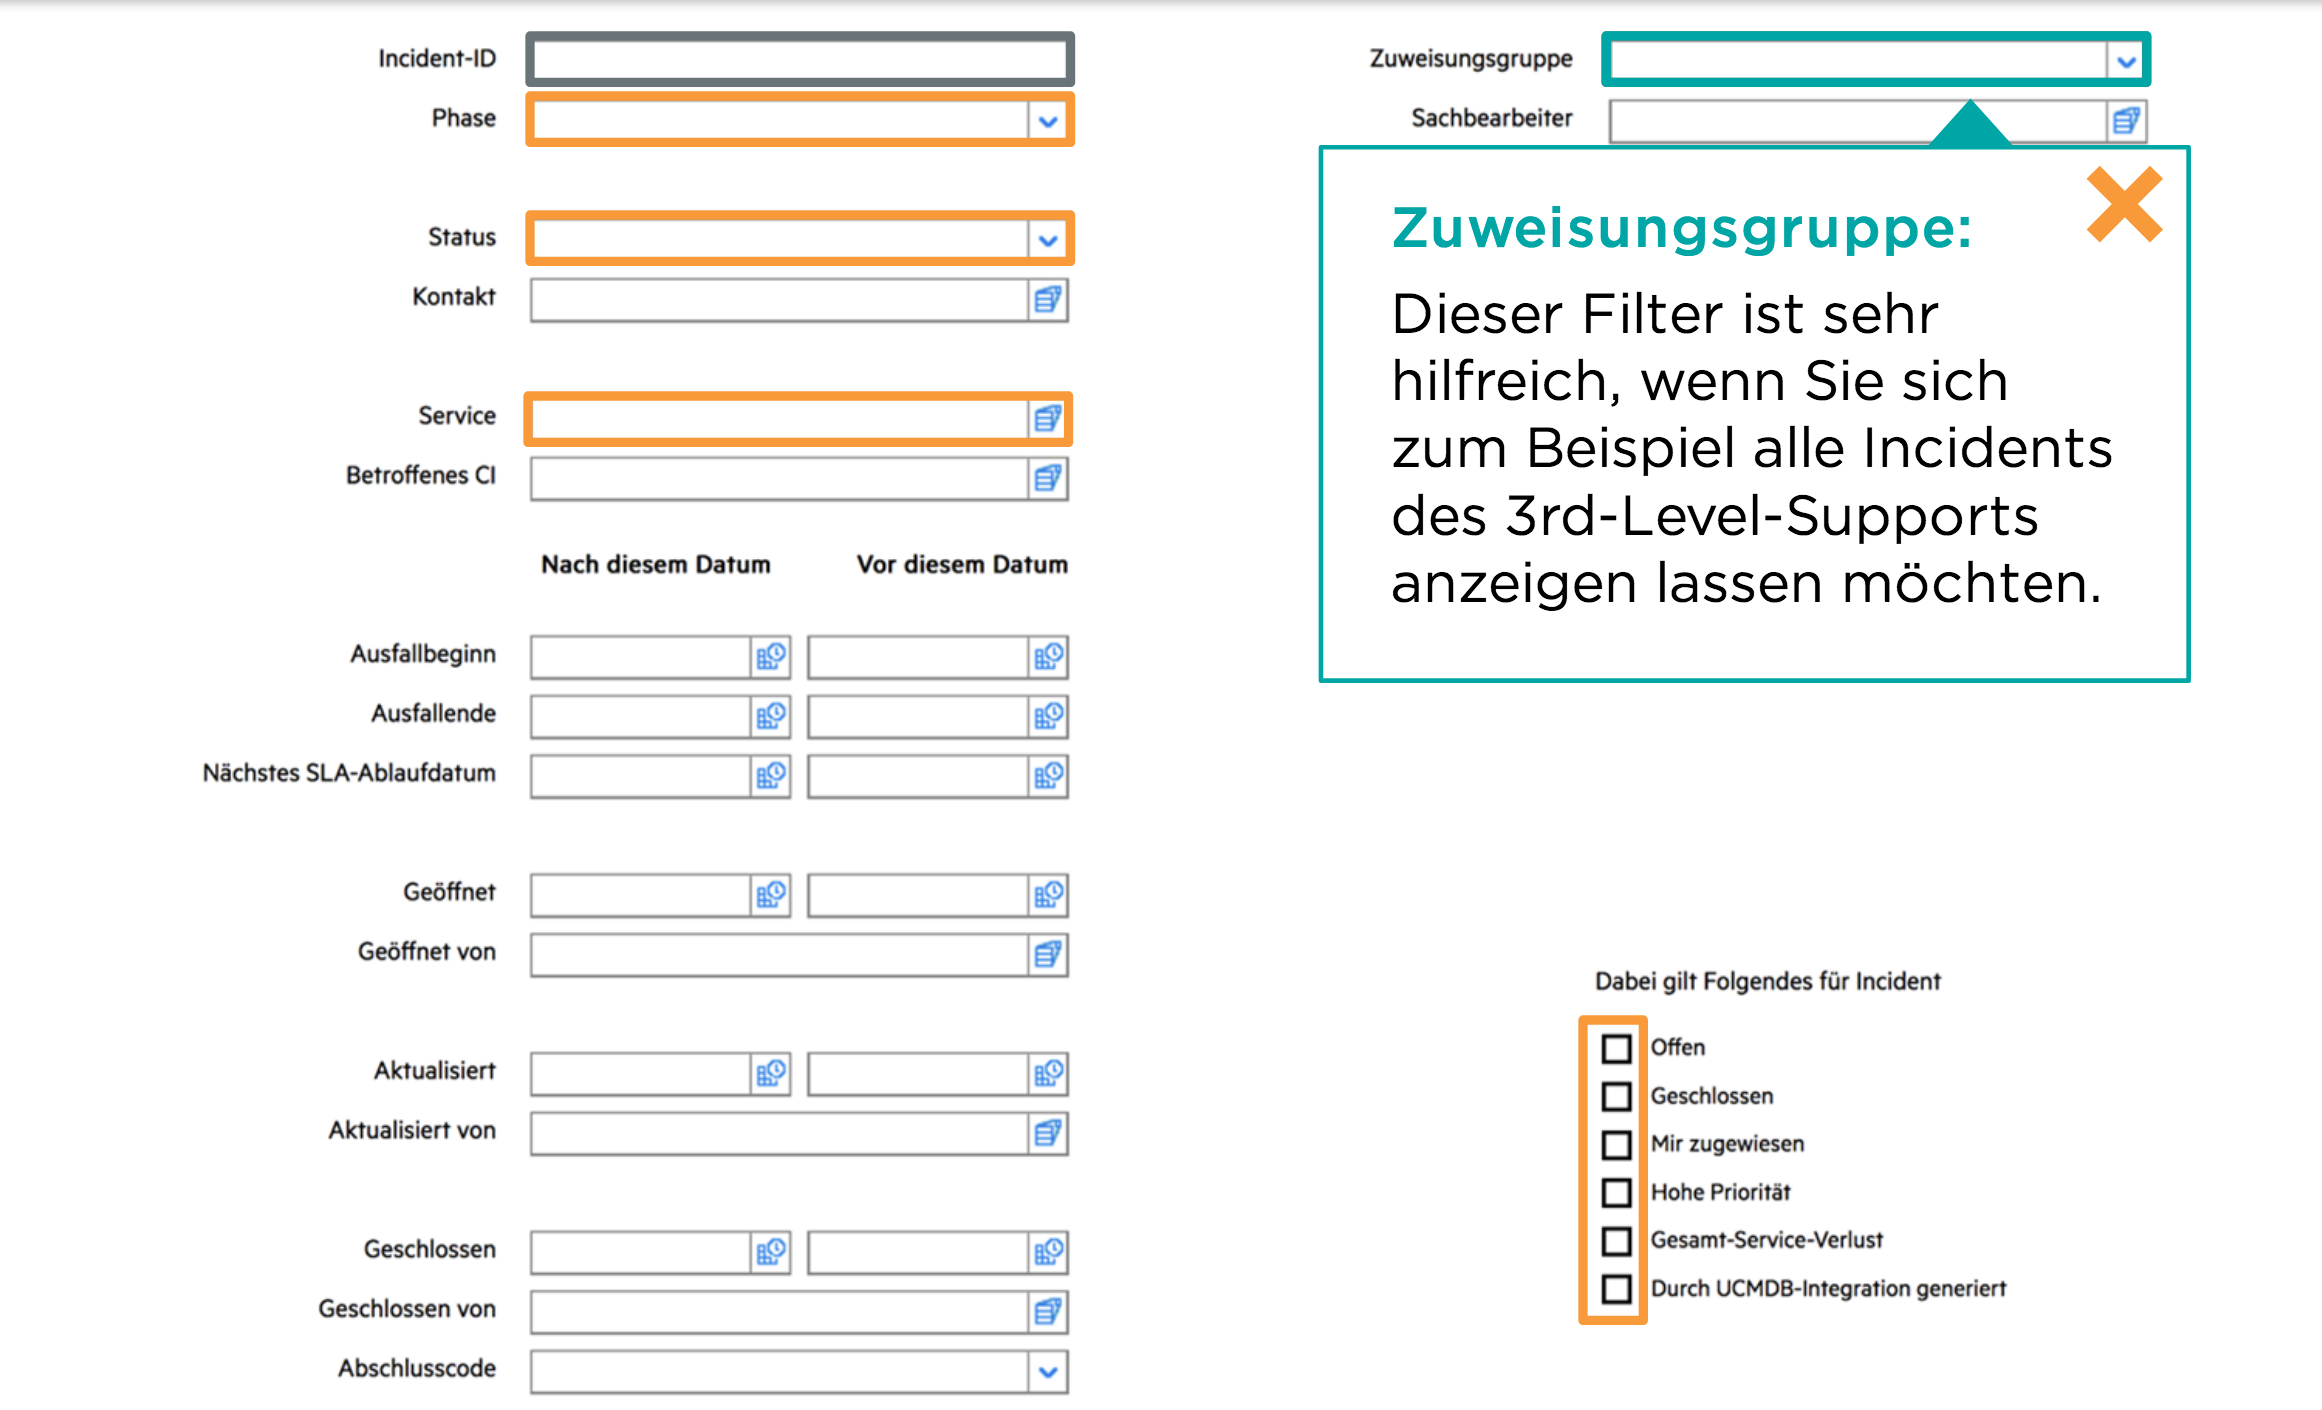 Incident-ID
Phase
Status
Kontakt
Service
Betroffenes CI
Nach diesem Datum
Vor diesem Datum
Ausfallbeginn
Ausfallende
Nächstes SLA-Ablaufdatum
Geöffnet
Geöffnet von
Aktualisiert
Aktualisiert von
Geschlossen
Geschlossen von
Abschlusscode
Zuweisungsgruppe
Sachbearbeiter
Zuweisungsgruppe:
Dieser Filter ist sehr
hilfreich, wenn Sie sich
zum Beispiel alle Incidents
des 3rd-Level-Supports
anzeigen lassen möchten.
Dabei gilt Folgendes für Incident
Offen
Geschlossen
Mir zugewiesen
Hohe Priorität
Gesamt-Service-Verlust
Durch UCMDB-Integration generiert